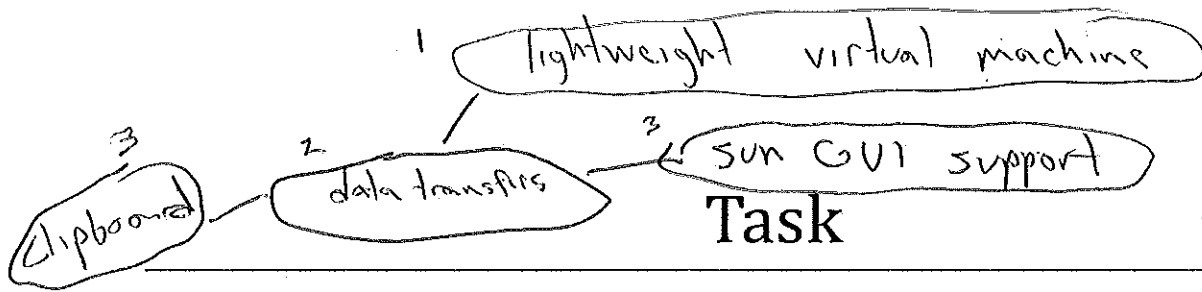 1 lightweight virtual machine
3 clipboard 2 data transfers 3 sun GUI support
Task